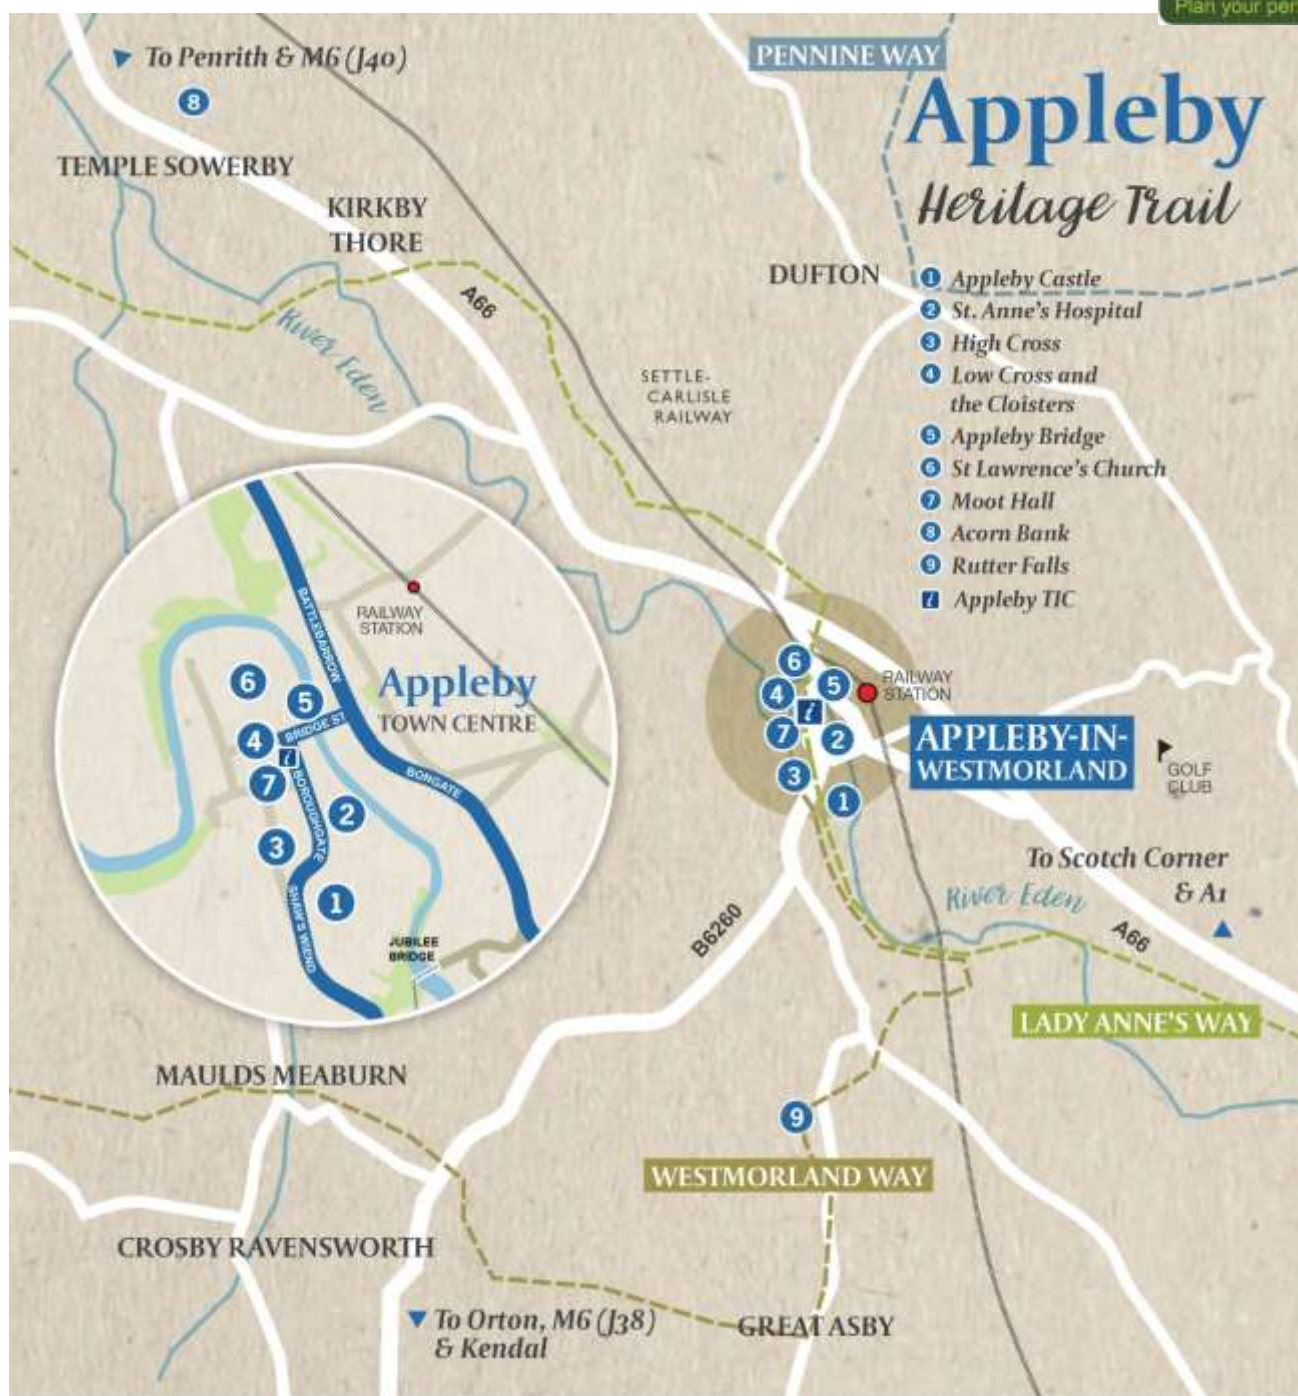 Plan your per
To Penrith & M6 (J40)
8
TEMPLE SOWERBY
KIRKBY
THORE
A66
River Eden
SETTLE-
CARLISLE
RAILWAY
PENNINE WAY
Appleby
Heritage Trail
DUFTON
1 Appleby Castle
2 St. Anne's Hospital
3 High Cross
4 Low Cross and
the Cloisters
5 Appleby Bridge
6 St Lawrence's Church
7 Moot Hall
8 Acorn Bank
9 Rutter Falls
i Appleby TIC
BATTLEBARROW
RAILWAY
STATION
Appleby
TOWN CENTRE
6
5
BRIDGE ST
4
i
7
BOROUGHGATE
BONGATE
2
3
1
SHAW'S WIEND
JUBILEE
BRIDGE
6
5
4
i
7
2
3
1
RAILWAY
STATION
APPLEBY-IN-
WESTMORLAND
GOLF
CLUB
To Scotch Corner
& A1
River Eden
A66
B6260
LADY ANNE'S WAY
MAULDS MEABURN
9
WESTMORLAND WAY
CROSBY RAVENSWORTH
To Orton, M6 (J38)
& Kendal
GREAT ASBY